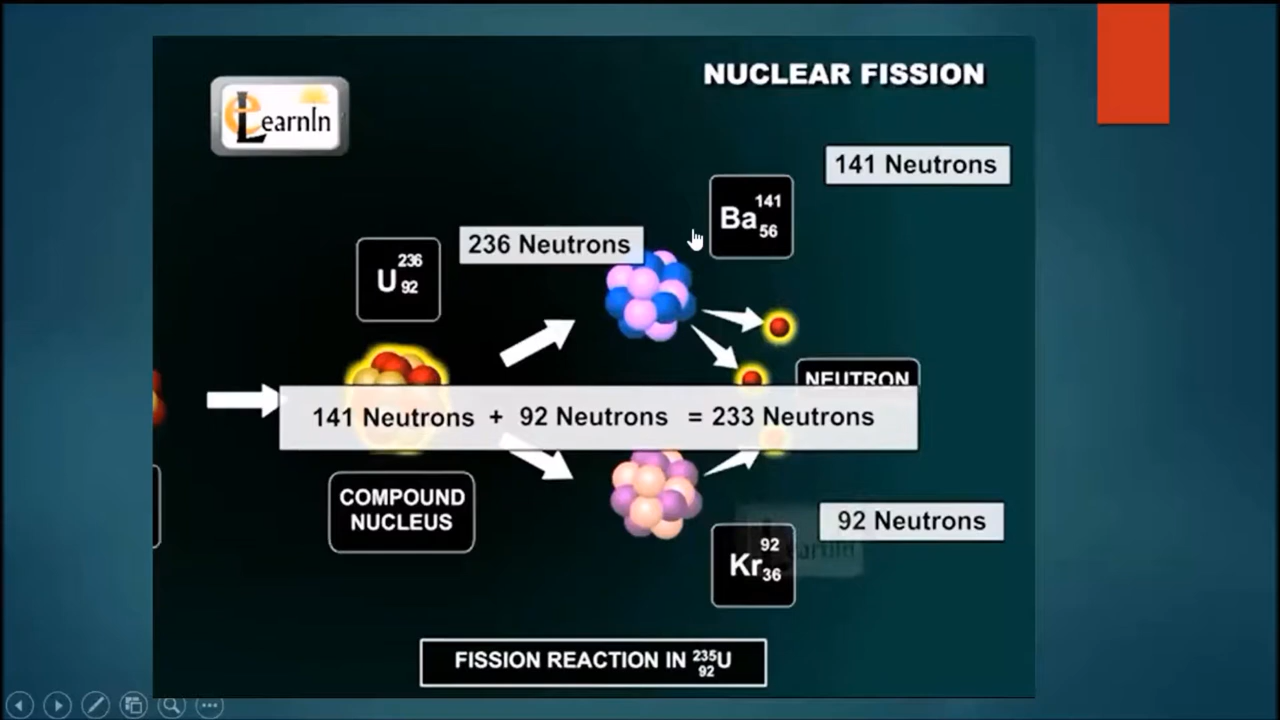 NUCLEAR FISSION
eLearnIn
141 Neutrons
Ba 141 56
236 Neutrons
U 236 92
NEUTRON
141 Neutrons + 92 Neutrons = 233 Neutrons
COMPOUND
NUCLEUS
92 Neutrons
Kr 92 36
FISSION REACTION IN 235 92 U